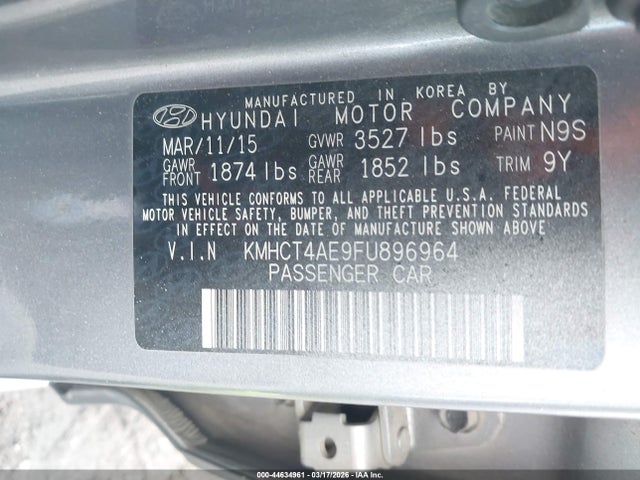 MANUFACTURED IN KOREA BY
HYUNDAI MOTOR COMPANY
MAR/11/15 GVWR 3527 lbs PAINT N9S
GAWR FRONT 1874 lbs GAWR REAR 1852 lbs TRIM 9Y
THIS VEHICLE CONFORMS TO ALL APPLICABLE U.S.A. FEDERAL
MOTOR VEHICLE SAFETY, BUMPER, AND THEFT PREVENTION STANDARDS
IN EFFECT ON THE DATE OF MANUFACTURE SHOWN ABOVE
V.I.N KMHCT4AE9FU896964
PASSENGER CAR
000-44634961 - 03/17/2026 - IAA Inc.